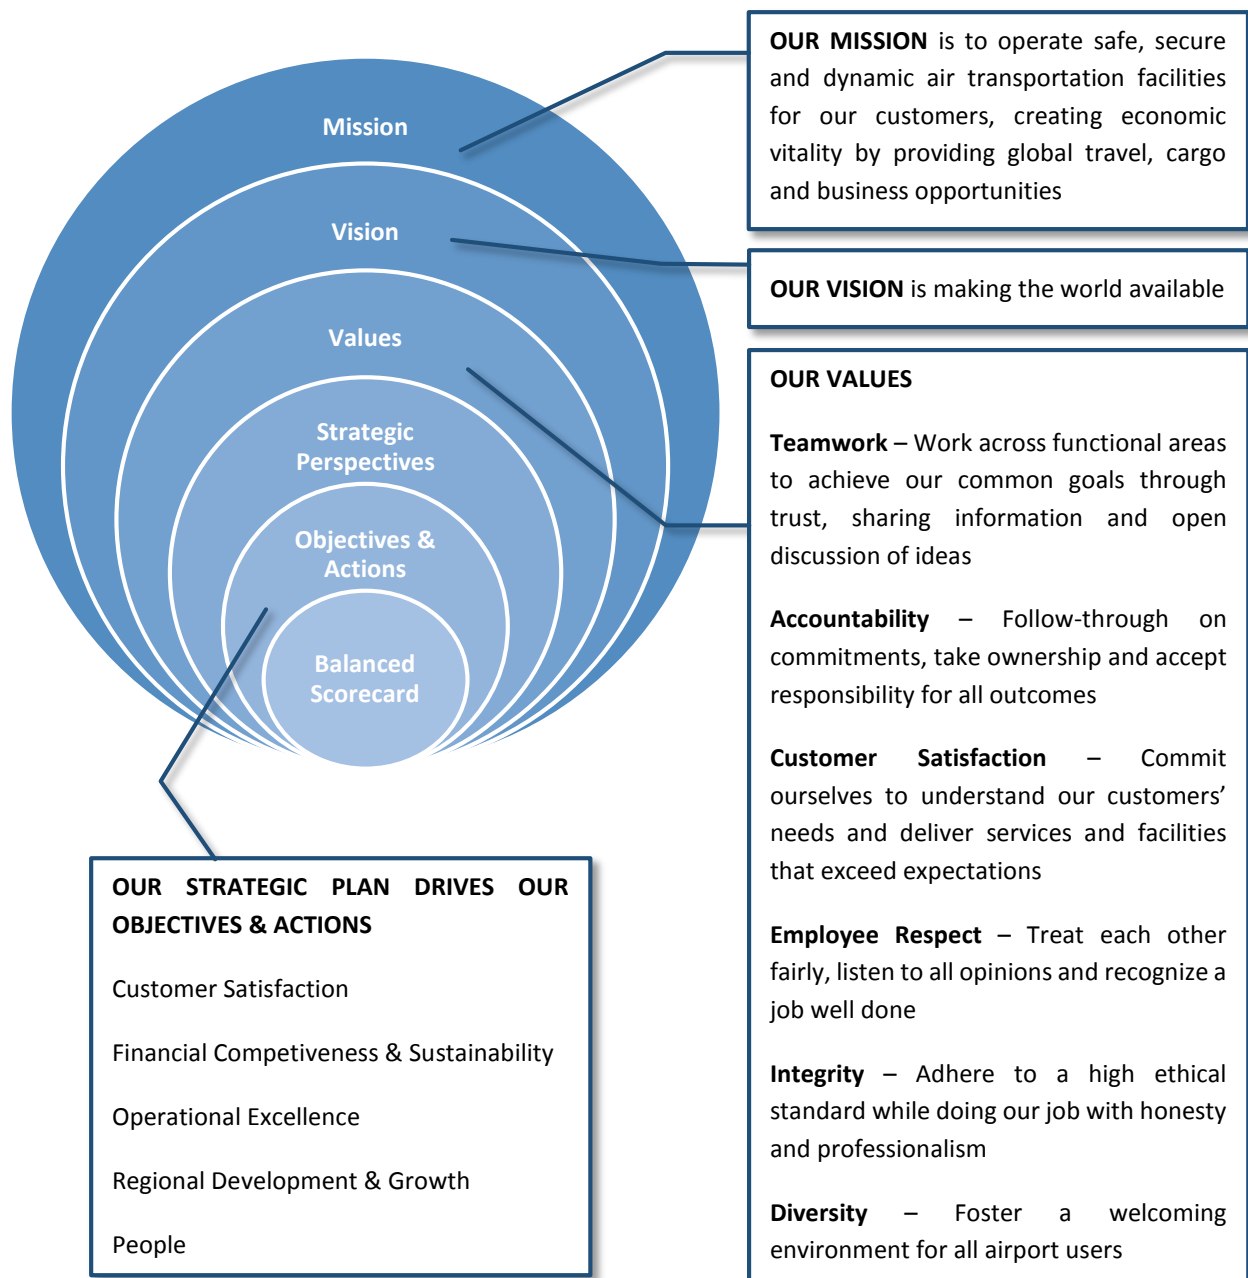 Mission
Vision
Values
Strategic
Perspectives
Objectives &
Actions
Balanced
Scorecard
OUR MISSION is to operate safe, secure
and dynamic air transportation facilities
for our customers, creating economic
vitality by providing global travel, cargo
and business opportunities
OUR VISION is making the world available
OUR VALUES
Teamwork – Work across functional areas
to achieve our common goals through
trust, sharing information and open
discussion of ideas
Accountability – Follow-through on
commitments, take ownership and accept
responsibility for all outcomes
Customer Satisfaction – Commit
ourselves to understand our customers’
needs and deliver services and facilities
that exceed expectations
Employee Respect – Treat each other
fairly, listen to all opinions and recognize a
job well done
Integrity – Adhere to a high ethical
standard while doing our job with honesty
and professionalism
Diversity – Foster a welcoming
environment for all airport users
OUR STRATEGIC PLAN DRIVES OUR
OBJECTIVES & ACTIONS
Customer Satisfaction
Financial Competiveness & Sustainability
Operational Excellence
Regional Development & Growth
People